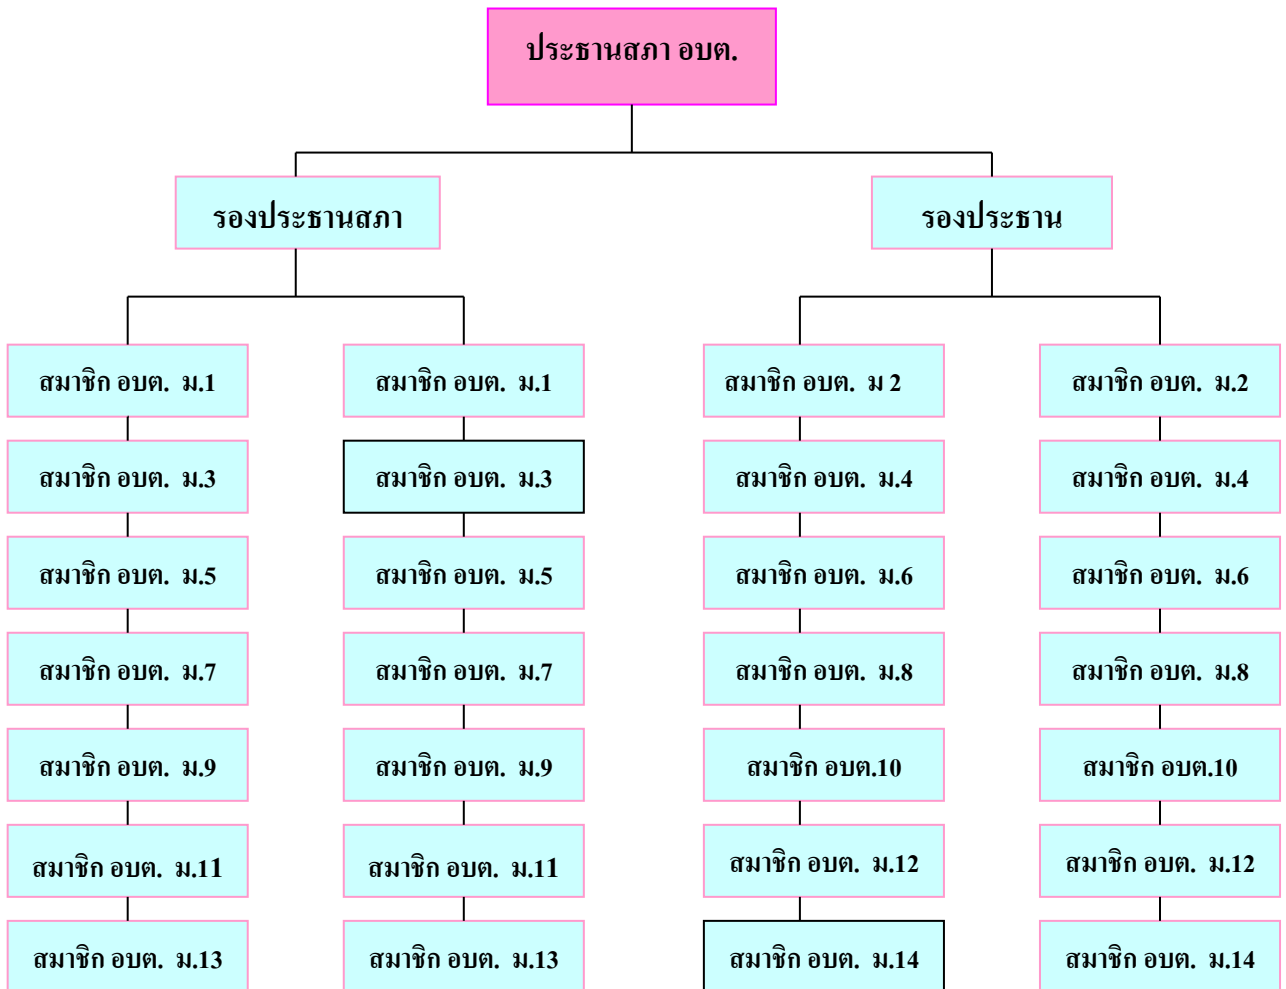 ประธานสภา อบต.
รองประธานสภา
รองประธาน
สมาชิก อบต. ม.1
สมาชิก อบต. ม.1
สมาชิก อบต. ม 2
สมาชิก อบต. ม.2
สมาชิก อบต. ม.3
สมาชิก อบต. ม.3
สมาชิก อบต. ม.4
สมาชิก อบต. ม.4
สมาชิก อบต. ม.5
สมาชิก อบต. ม.5
สมาชิก อบต. ม.6
สมาชิก อบต. ม.6
สมาชิก อบต. ม.7
สมาชิก อบต. ม.7
สมาชิก อบต. ม.8
สมาชิก อบต. ม.8
สมาชิก อบต. ม.9
สมาชิก อบต. ม.9
สมาชิก อบต.10
สมาชิก อบต.10
สมาชิก อบต. ม.11
สมาชิก อบต. ม.11
สมาชิก อบต. ม.12
สมาชิก อบต. ม.12
สมาชิก อบต. ม.13
สมาชิก อบต. ม.13
สมาชิก อบต. ม.14
สมาชิก อบต. ม.14